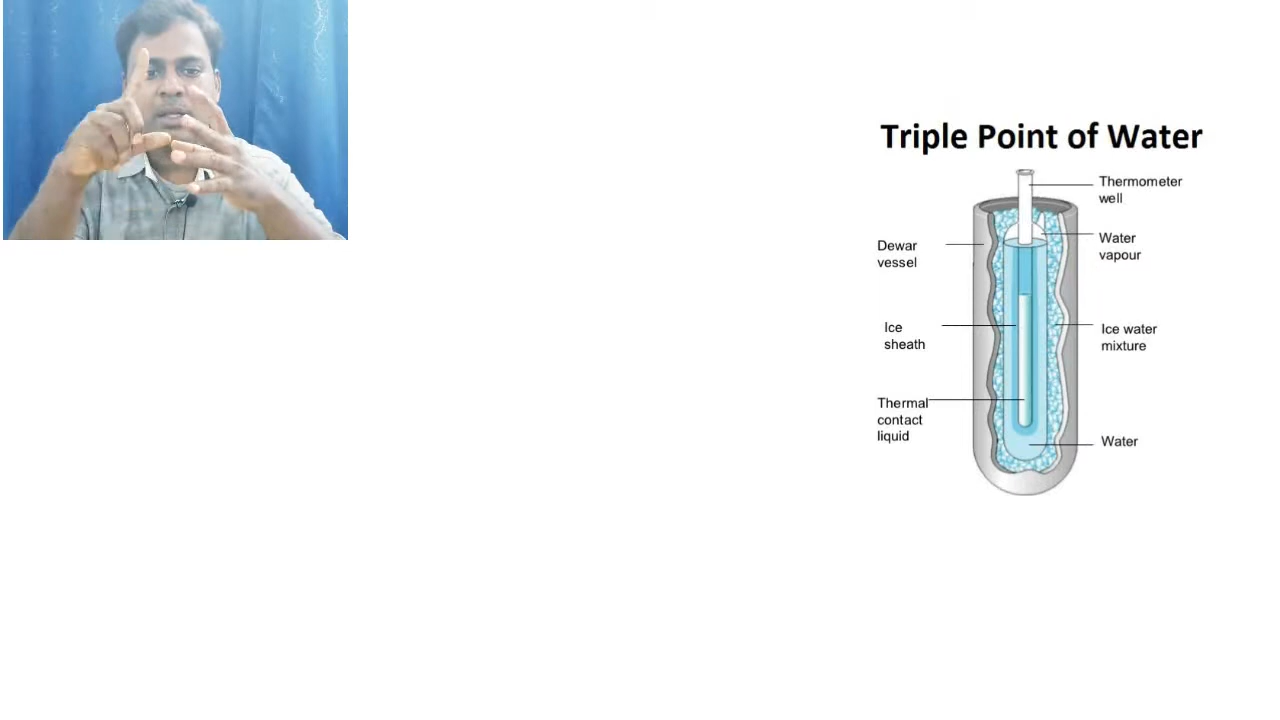 Triple Point of Water
Thermometer
well
Dewar
vessel
Water
vapour
Ice
sheath
Ice water
mixture
Thermal
contact
liquid
Water